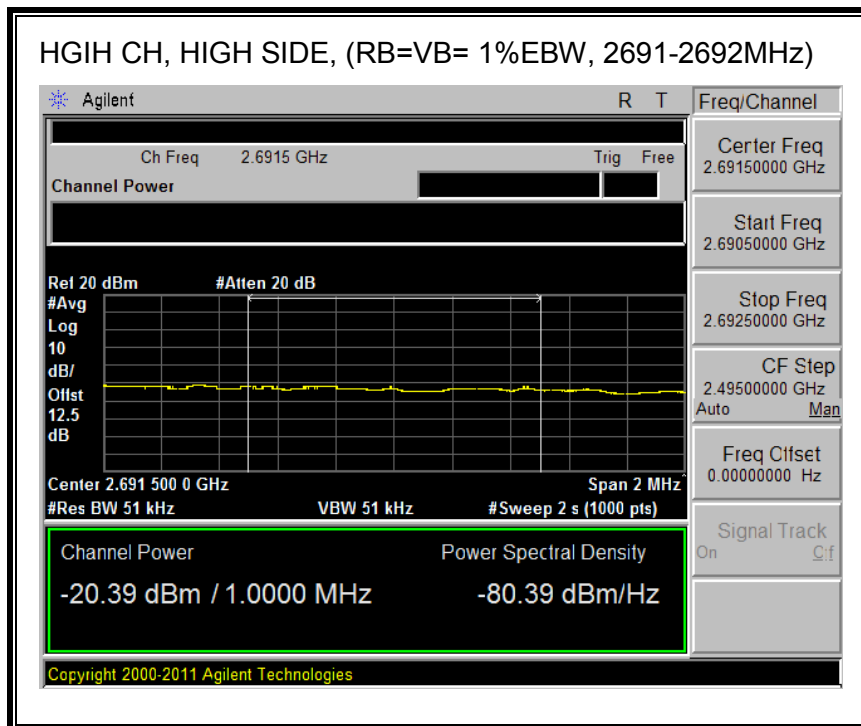 HGIH CH, HIGH SIDE, (RB=VB= 1%EBW, 2691-2692MHz)
Agilent R T
Freq/Channel
Ch Freq 2.6915 GHz Trig Free
Channel Power
Center Freq
2.69150000 GHz
Start Freq
2.69050000 GHz
Stop Freq
2.69250000 GHz
CF Step
2.49500000 GHz
Auto Man
Freq Offset
0.00000000 Hz
Signal Track
On Off
Ref 20 dBm #Atten 20 dB
#Avg
Log
10
dB/
Offst
12.5
dB
Center 2.691 500 0 GHz Span 2 MHz^
#Res BW 51 kHz VBW 51 kHz #Sweep 2 s (1000 pts)
Channel Power Power Spectral Density
-20.39 dBm / 1.0000 MHz -80.39 dBm/Hz
Copyright 2000-2011 Agilent Technologies